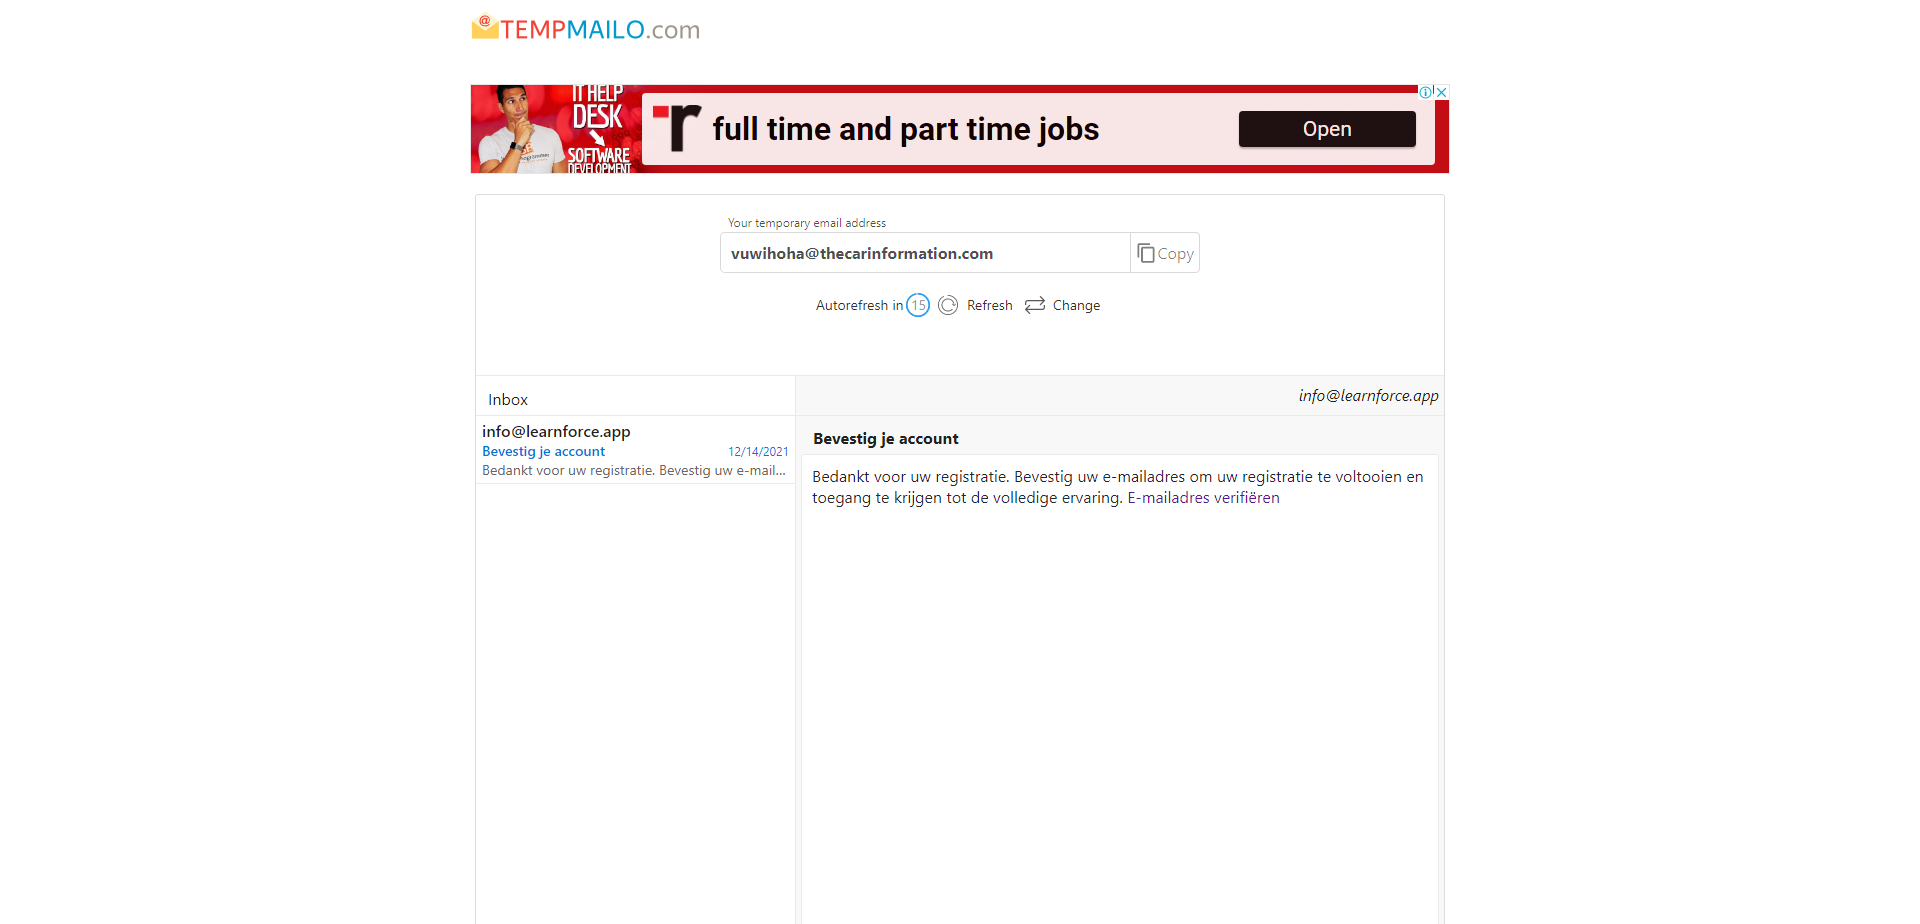 @TEMPMAILO.com
IT HELP
DESK
SOFTWARE
DEVELOPMENT
r full time and part time jobs
Open
Your temporary email address
vuwihoha@thecarinformation.com
Copy
Autorefresh in 15 Refresh Change
Inbox
info@learnforce.app
info@learnforce.app
Bevestig je account 12/14/2021
Bedankt voor uw registratie. Bevestig uw e-mail...
Bevestig je account
Bedankt voor uw registratie. Bevestig uw e-mailadres om uw registratie te voltooien en
toegang te krijgen tot de volledige ervaring. E-mailadres verifiëren